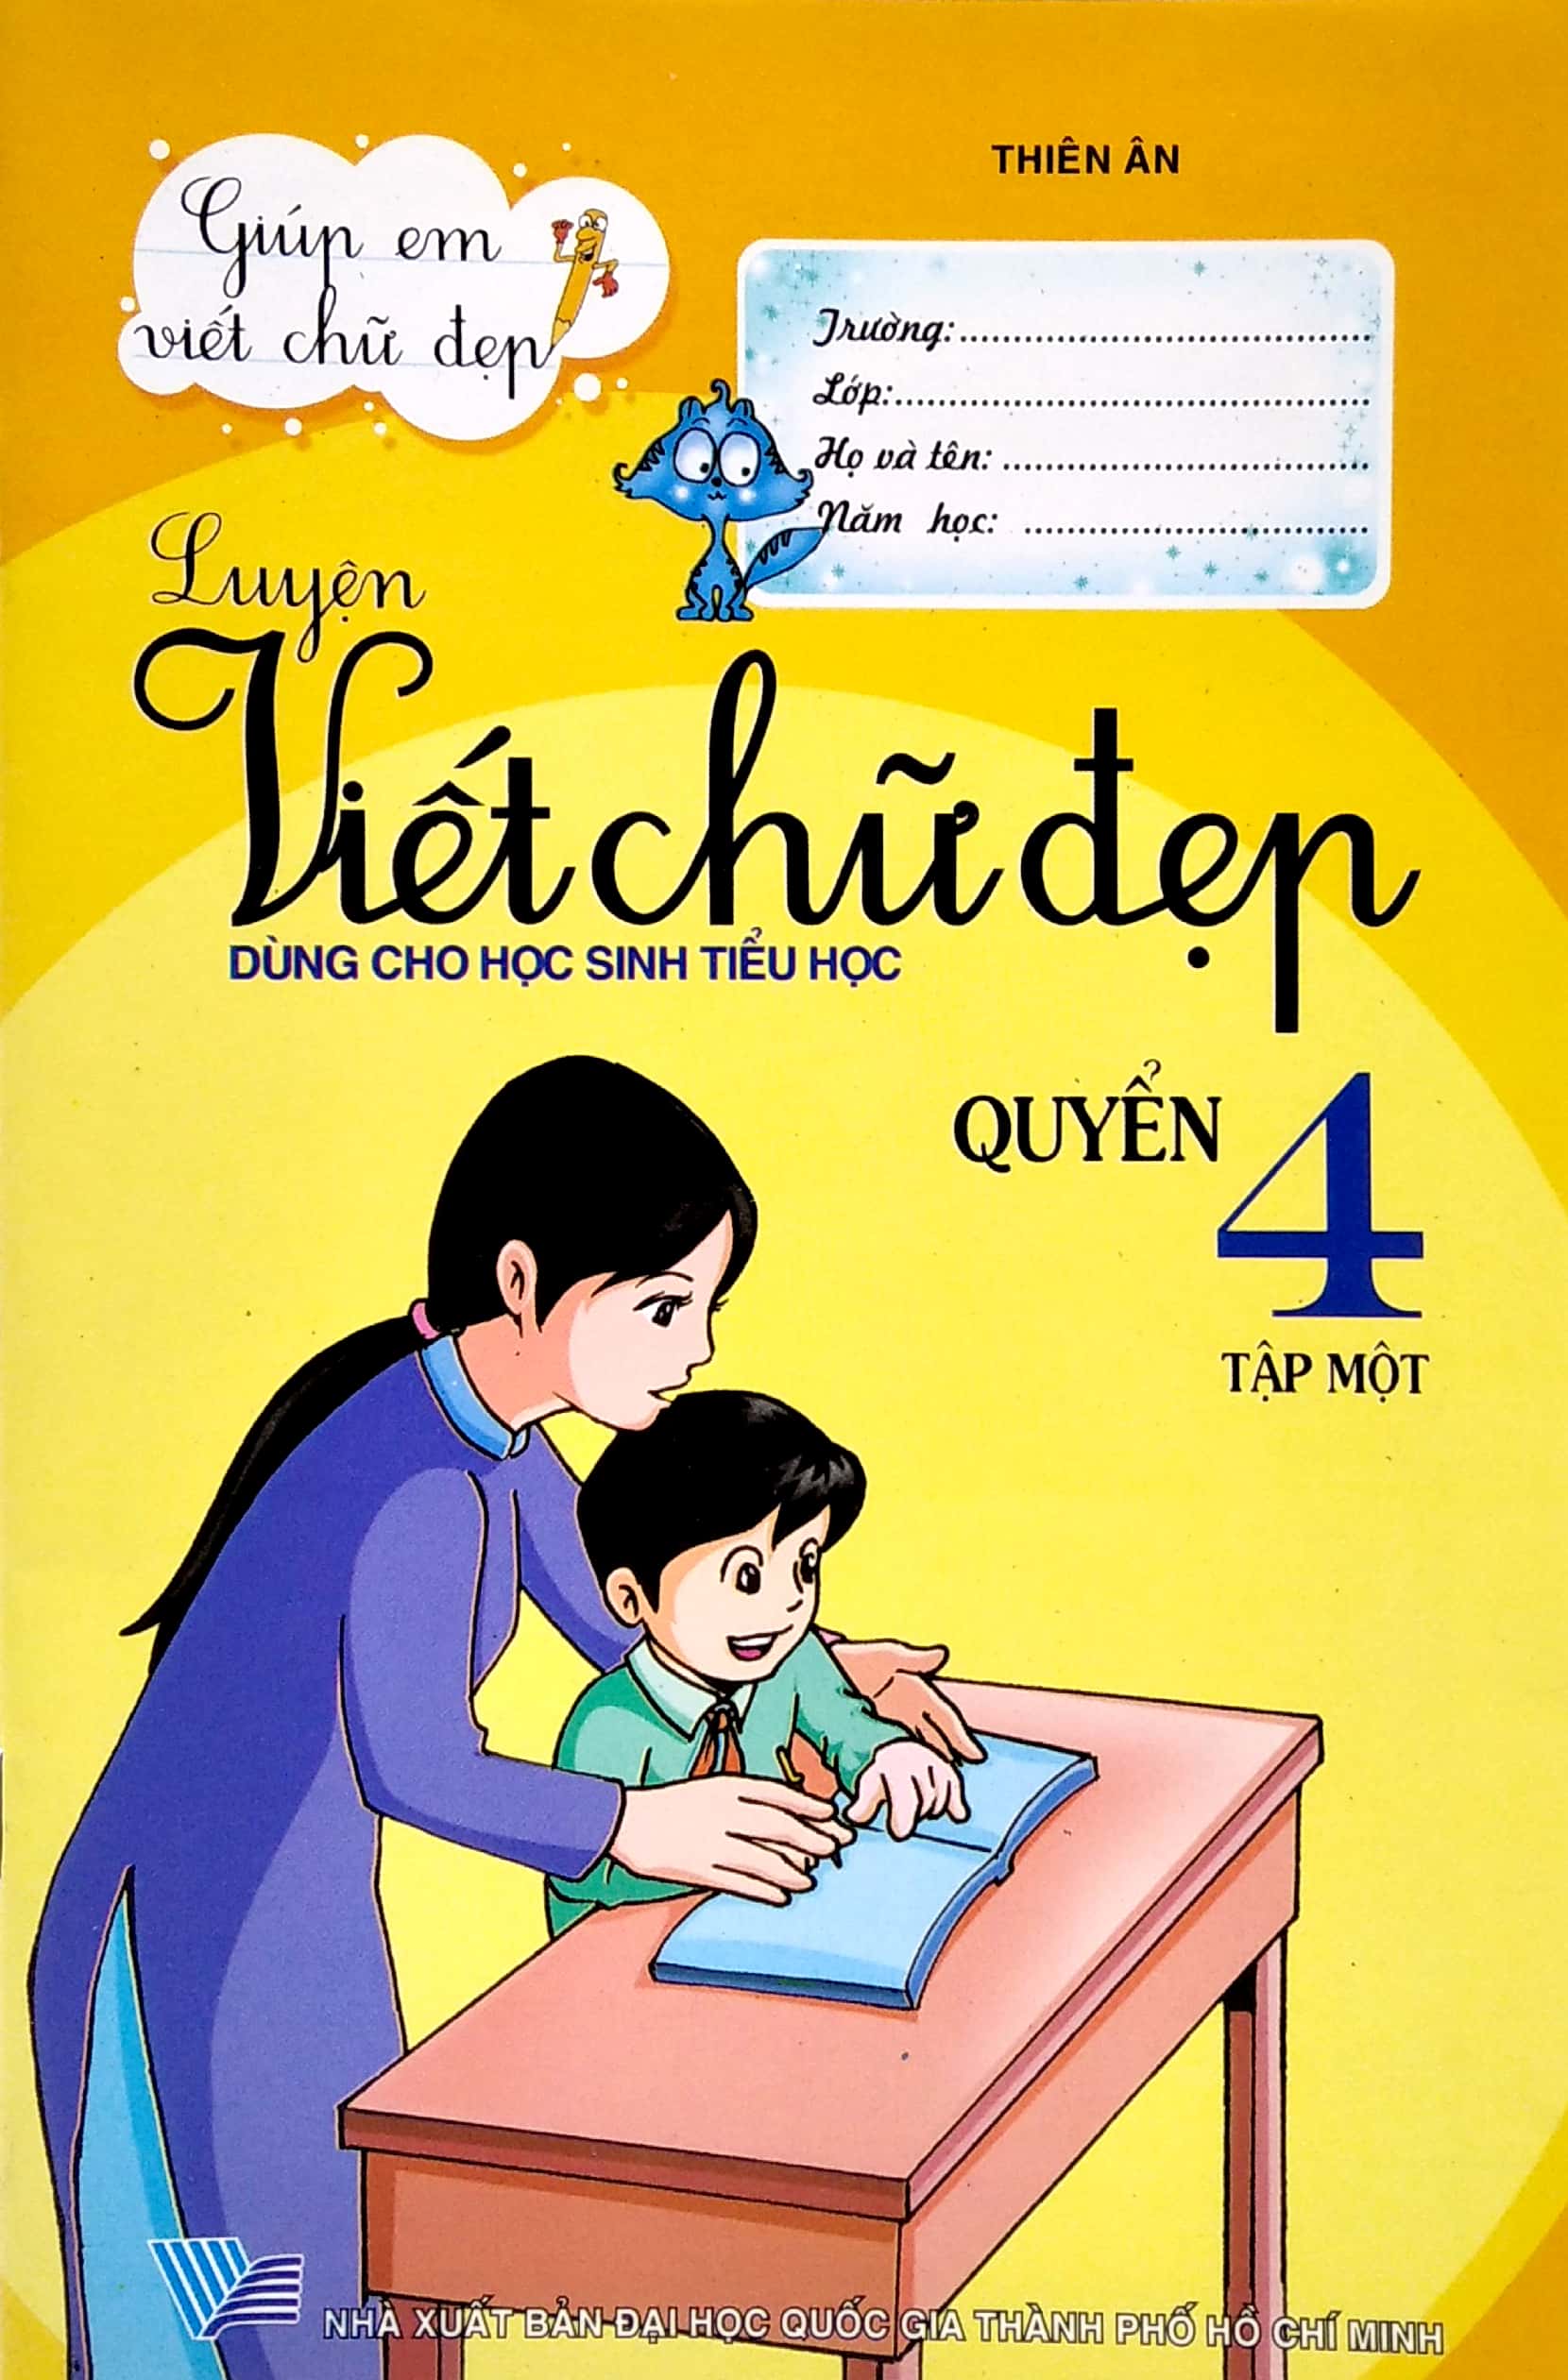 THIÊN ÂN
Giúp em
viết chữ đẹp
Trường:
Lớp:
Họ và tên:
Năm học:
Luyện
Viết chữ đẹp
DÙNG CHO HỌC SINH TIỂU HỌC
QUYỂN
4
TẬP MỘT
NHÀ XUẤT BẢN ĐẠI HỌC QUỐC GIA THÀNH PHỐ HỒ CHÍ MINH